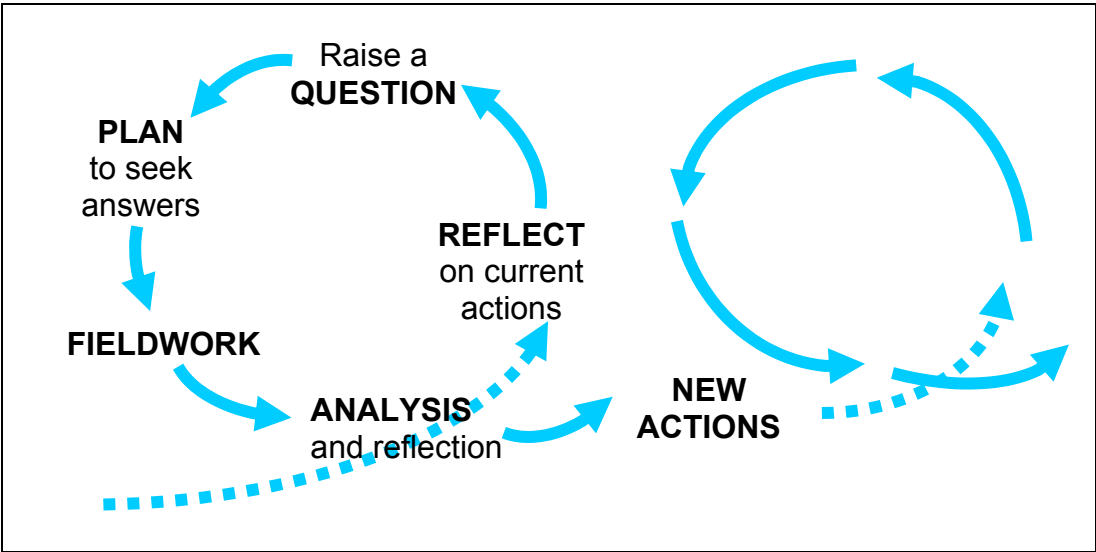 Raise a
QUESTION
PLAN
to seek
answers
FIELDWORK
ANALYSIS
and reflection
REFLECT
on current
actions
NEW
ACTIONS